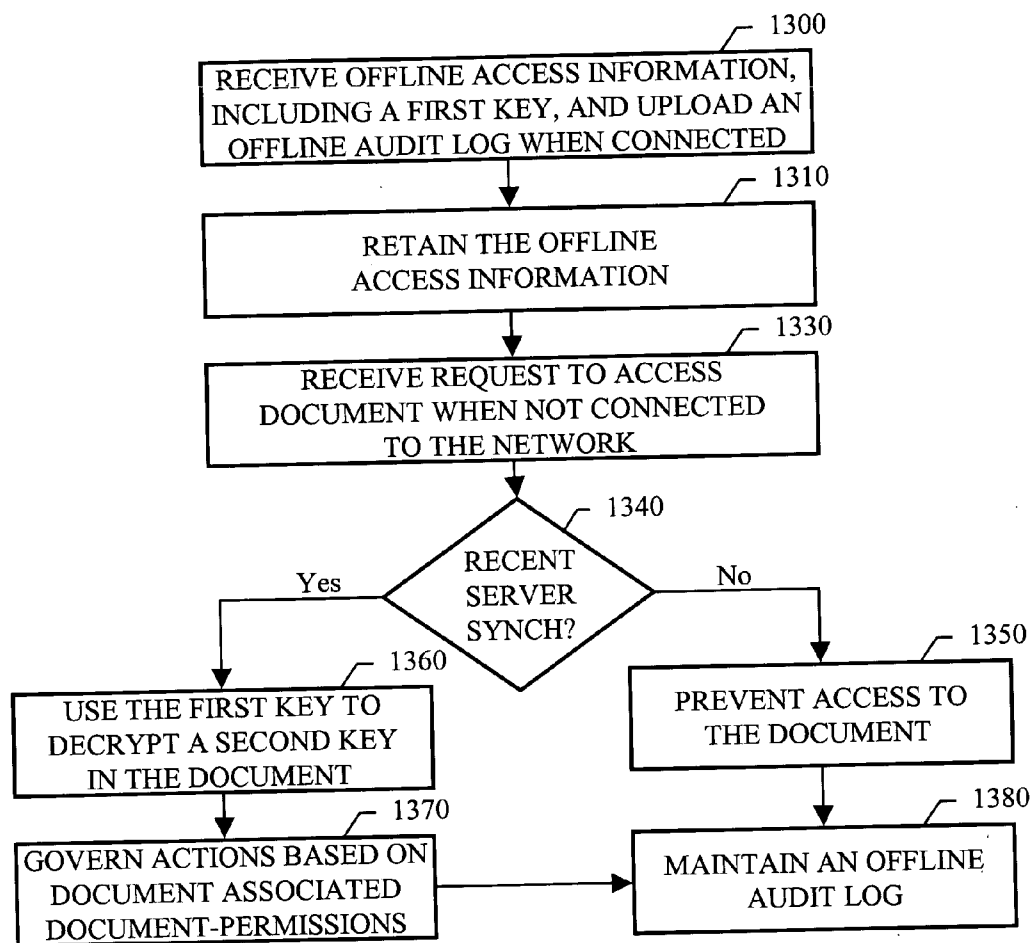 1300
RECEIVE OFFLINE ACCESS INFORMATION,
INCLUDING A FIRST KEY, AND UPLOAD AN
OFFLINE AUDIT LOG WHEN CONNECTED
1310
RETAIN THE OFFLINE
ACCESS INFORMATION
1330
RECEIVE REQUEST TO ACCESS
DOCUMENT WHEN NOT CONNECTED
TO THE NETWORK
1340
RECENT
SERVER
SYNCH?
Yes
No
1360
USE THE FIRST KEY TO
DECRYPT A SECOND KEY
IN THE DOCUMENT
1350
PREVENT ACCESS TO
THE DOCUMENT
1370
GOVERN ACTIONS BASED ON
DOCUMENT ASSOCIATED
DOCUMENT-PERMISSIONS
1380
MAINTAIN AN OFFLINE
AUDIT LOG